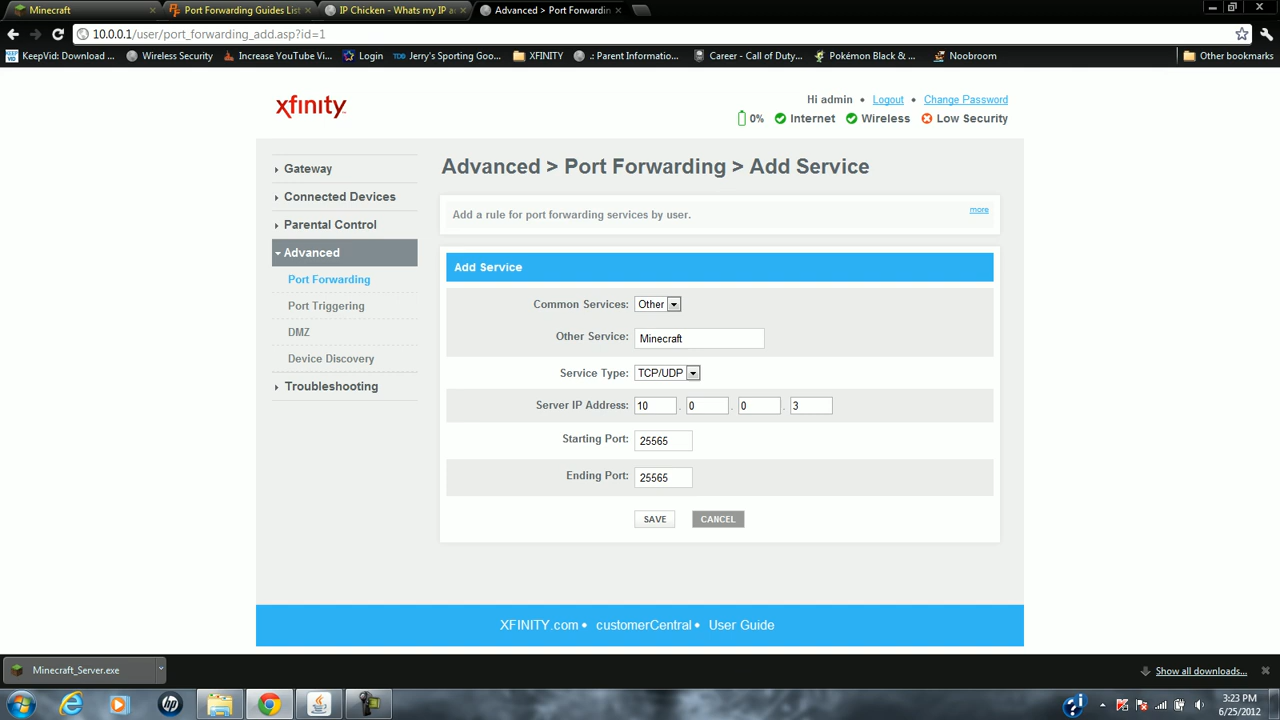 Minecraft
Port Forwarding Guides List
IP Chicken - Whats my IP a
Advanced > Port Forwardin
10.0.0.1/user/port_forwarding_add.asp?id=1
KeepVid: Download ...
Wireless Security
Increase YouTube Vi...
Login
Jerry's Sporting Goo...
XFINITY
.: Parent Informatio...
Career - Call of Duty...
Pokémon Black & ...
Noobroom
Other bookmarks
xfinity
Hi admin • Logout • Change Password
0% Internet Wireless Low Security
Gateway
Connected Devices
Parental Control
Advanced
Port Forwarding
Port Triggering
DMZ
Device Discovery
Troubleshooting
Advanced > Port Forwarding > Add Service
Add a rule for port forwarding services by user.
more
Add Service
Common Services: Other
Other Service: Minecraft
Service Type: TCP/UDP
Server IP Address: 10 . 0 . 0 . 3
Starting Port: 25565
Ending Port: 25565
SAVE CANCEL
XFINITY.com • customerCentral • User Guide
Minecraft_Server.exe
Show all downloads...
3:23 PM
6/25/2012